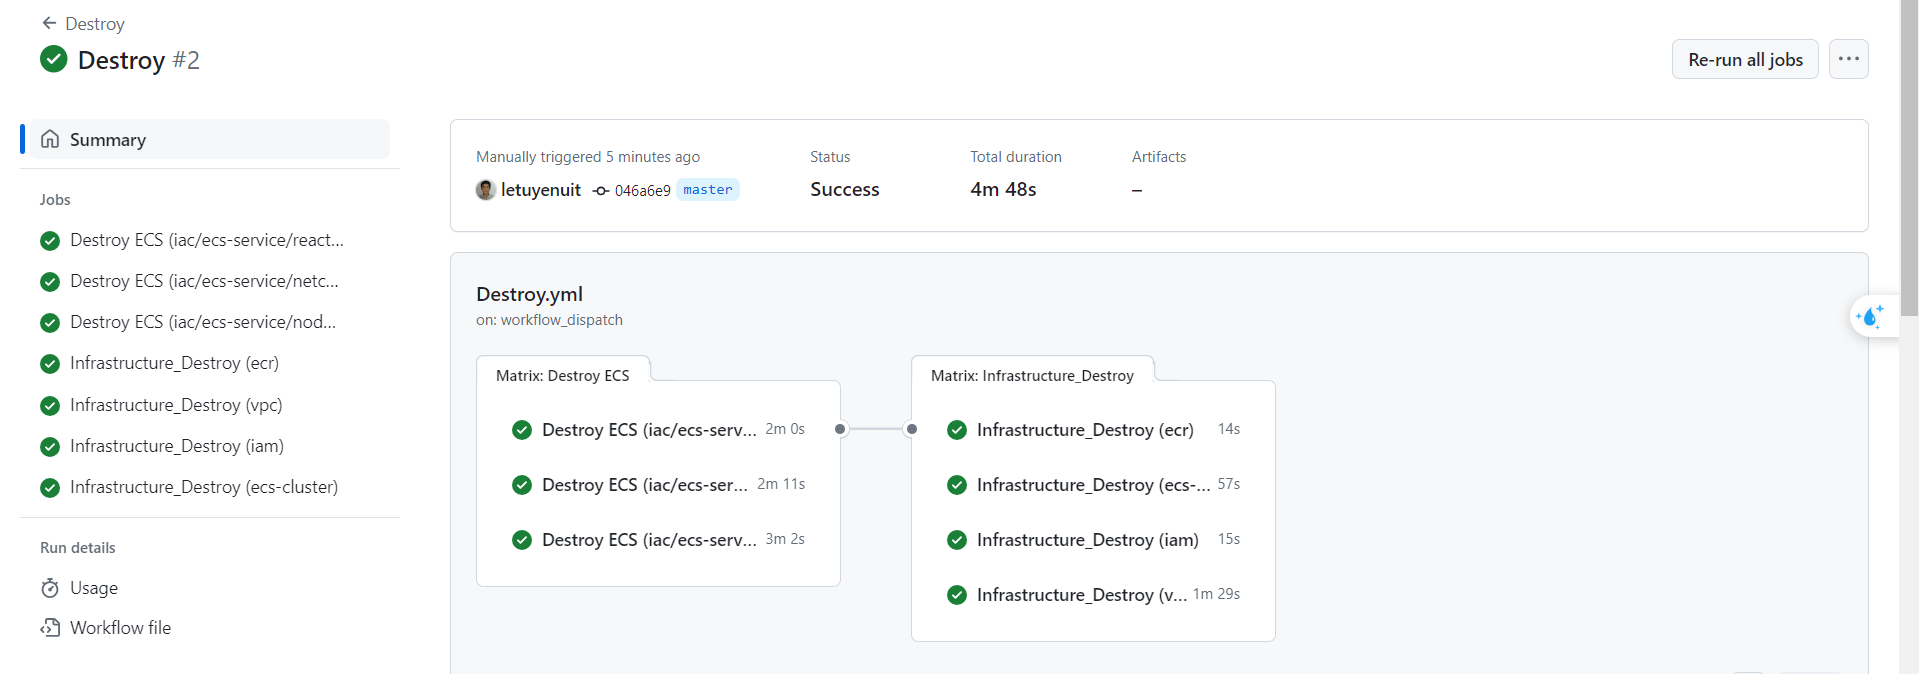 Destroy
Destroy #2
Re-run all jobs
Summary
Jobs
Destroy ECS (iac/ecs-service/react...
Destroy ECS (iac/ecs-service/netc...
Destroy ECS (iac/ecs-service/nod...
Infrastructure_Destroy (ecr)
Infrastructure_Destroy (vpc)
Infrastructure_Destroy (iam)
Infrastructure_Destroy (ecs-cluster)
Run details
Usage
Workflow file
Manually triggered 5 minutes ago
letuyenuit 046a6e9 master
Status
Success
Total duration
4m 48s
Artifacts
–
Destroy.yml
on: workflow_dispatch
Matrix: Destroy ECS
Destroy ECS (iac/ecs-serv... 2m 0s
Destroy ECS (iac/ecs-ser... 2m 11s
Destroy ECS (iac/ecs-serv... 3m 2s
Matrix: Infrastructure_Destroy
Infrastructure_Destroy (ecr) 14s
Infrastructure_Destroy (ecs-... 57s
Infrastructure_Destroy (iam) 15s
Infrastructure_Destroy (v... 1m 29s